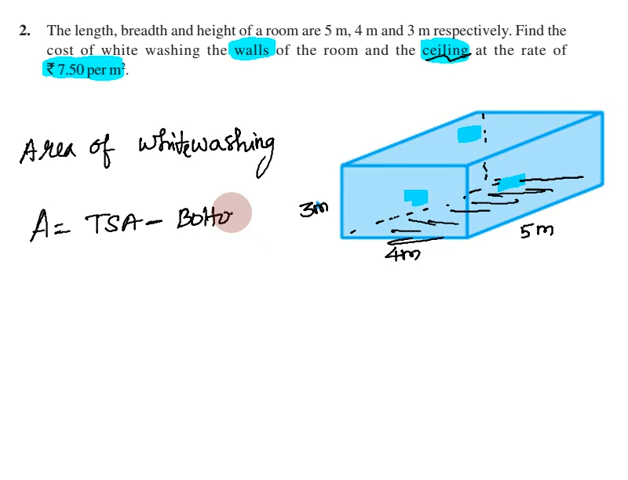 2. The length, breadth and height of a room are 5 m, 4 m and 3 m respectively. Find the
cost of white washing the walls of the room and the ceiling at the rate of
₹ 7.50 per m².
Area of whitewashing
A = TSA - Botto
3m
4m
5m